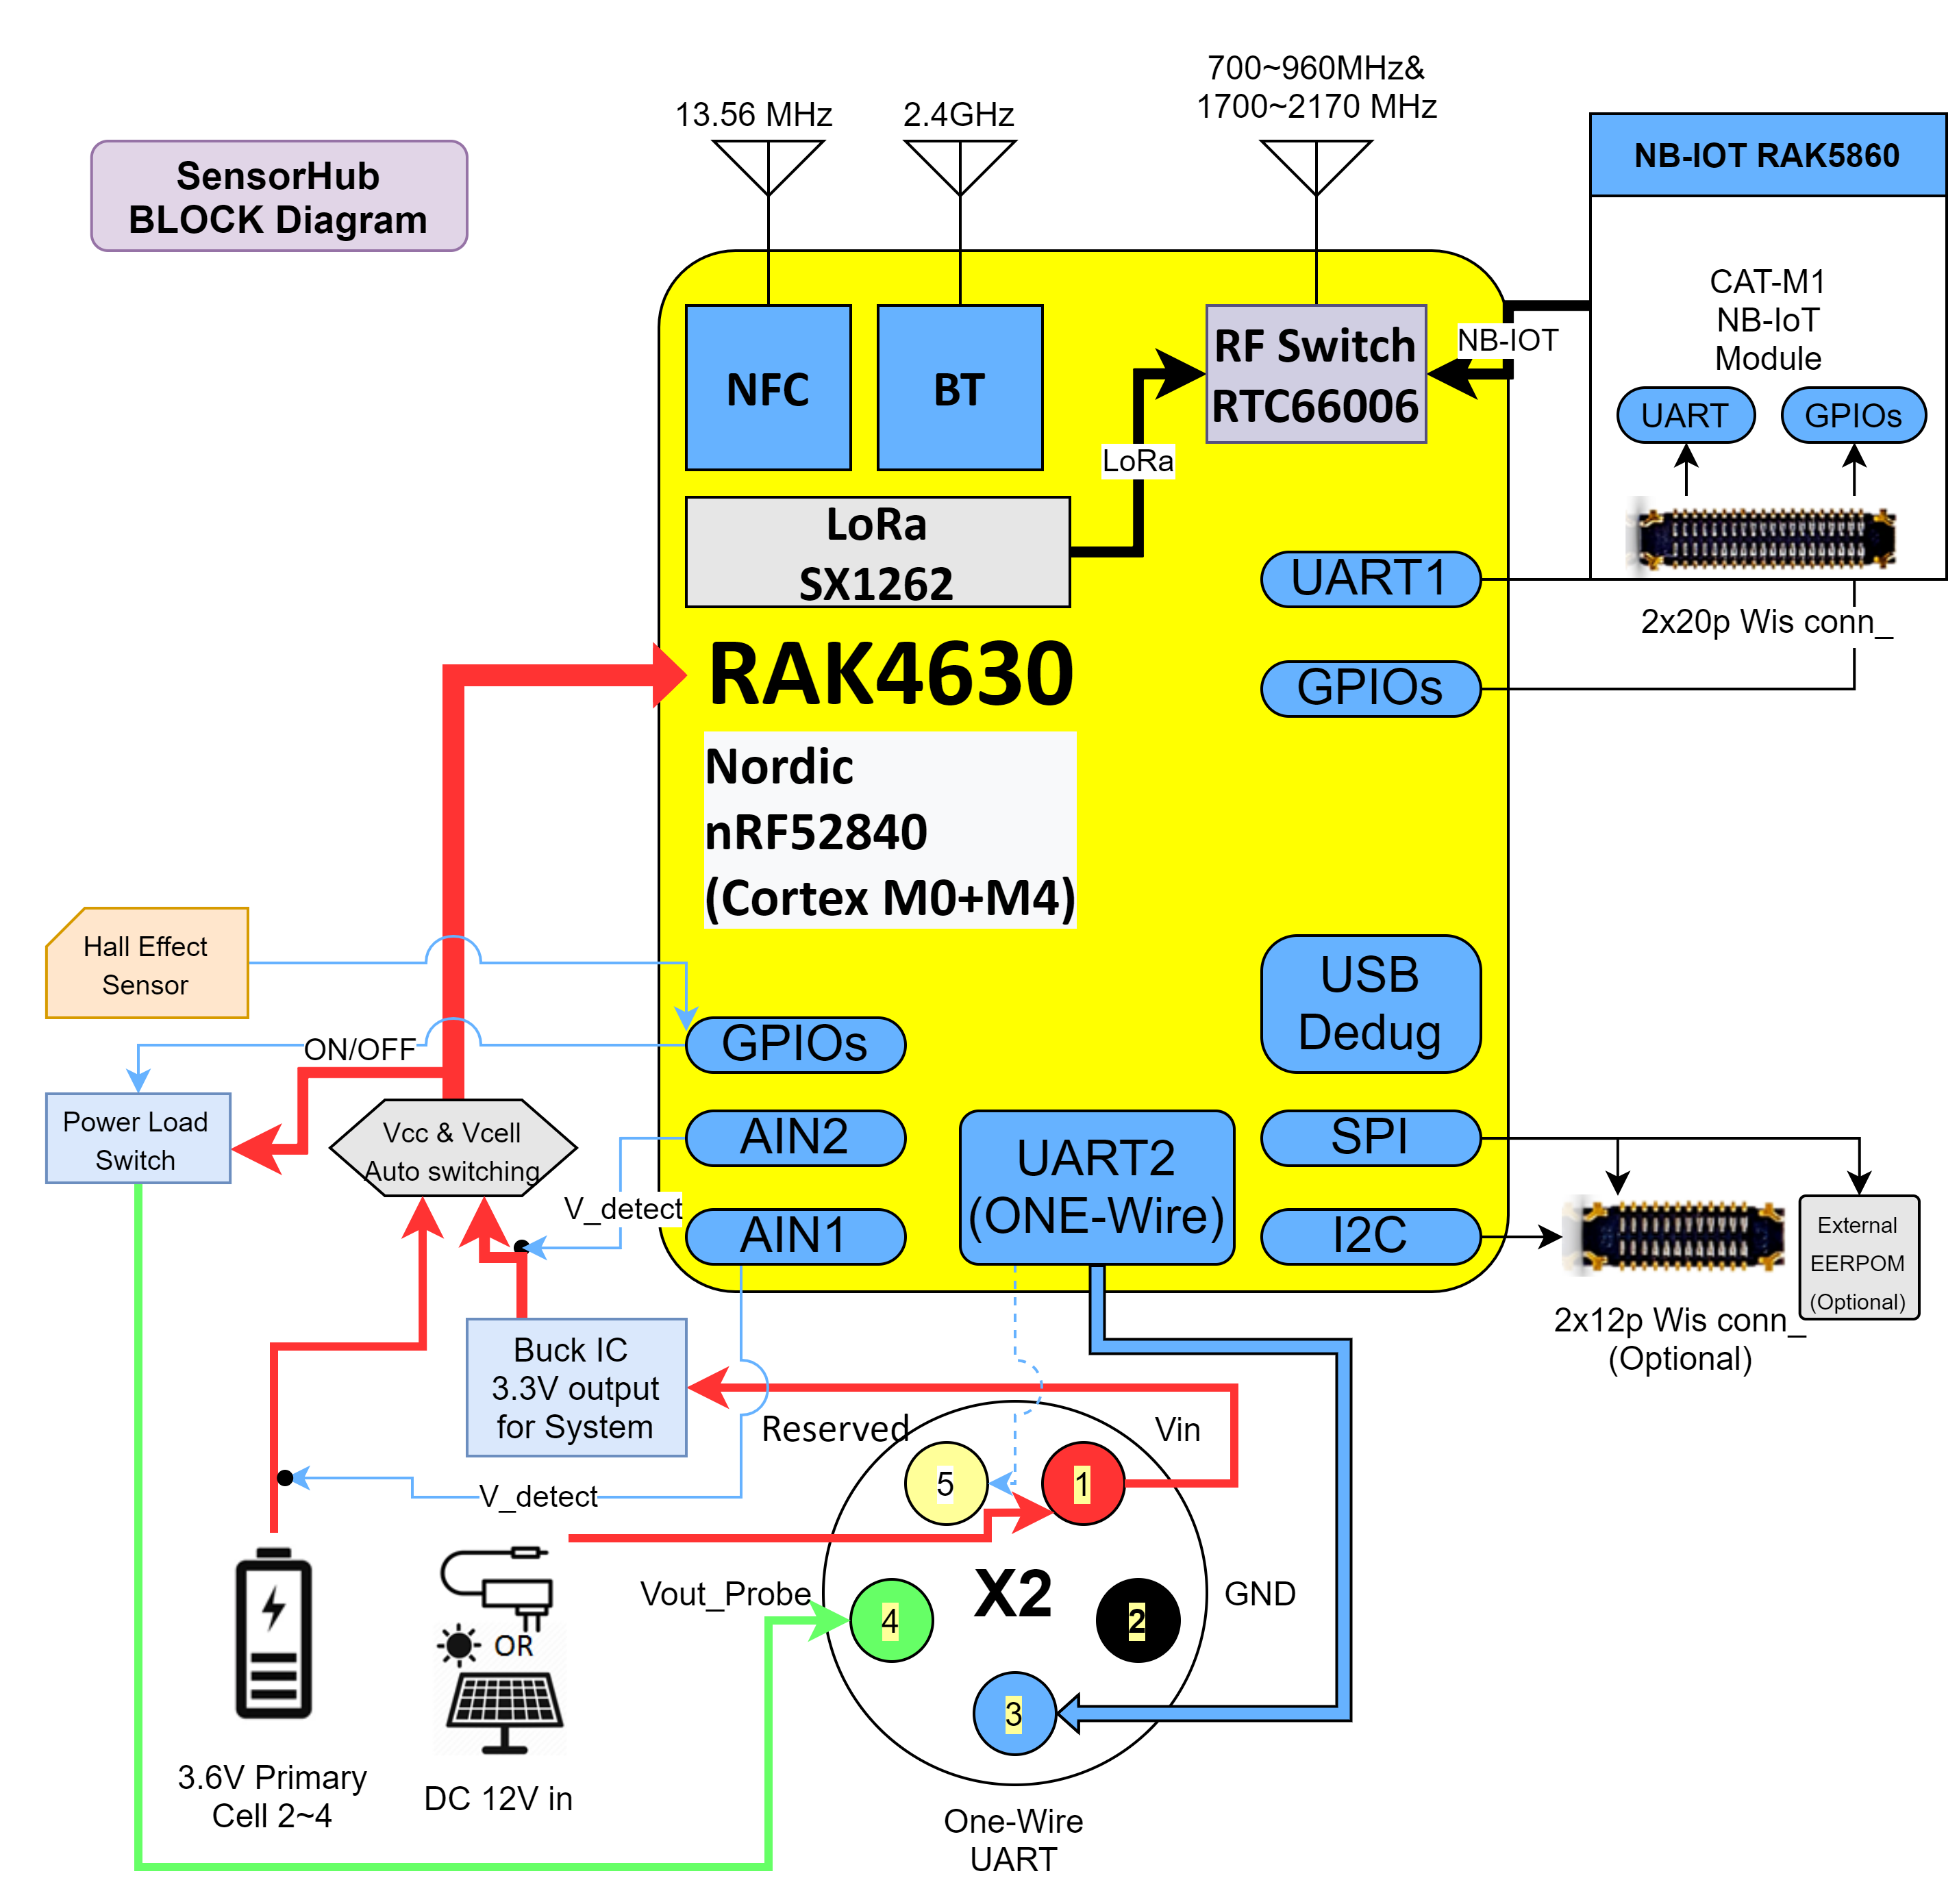 SensorHub
BLOCK Diagram
13.56 MHz
2.4GHz
700~960MHz&
1700~2170 MHz
NB-IOT RAK5860
CAT-M1
NB-IoT
Module
UART
GPIOs
2x20p Wis conn_
NFC
BT
RF Switch
RTC66006
NB-IOT
LoRa
LoRa
SX1262
UART1
GPIOs
RAK4630
Nordic
nRF52840
(Cortex M0+M4)
USB
Dedug
Hall Effect
Sensor
GPIOs
ON/OFF
Power Load
Switch
Vcc & Vcell
Auto switching
AIN2
V_detect
AIN1
UART2
(ONE-Wire)
SPI
I2C
External
EERPOM
(Optional)
2x12p Wis conn_
(Optional)
Buck IC
3.3V output
for System
Reserved
Vin
V_detect
5
1
X2
Vout_Probe
4
2
GND
3
OR
3.6V Primary
Cell 2~4
DC 12V in
One-Wire
UART